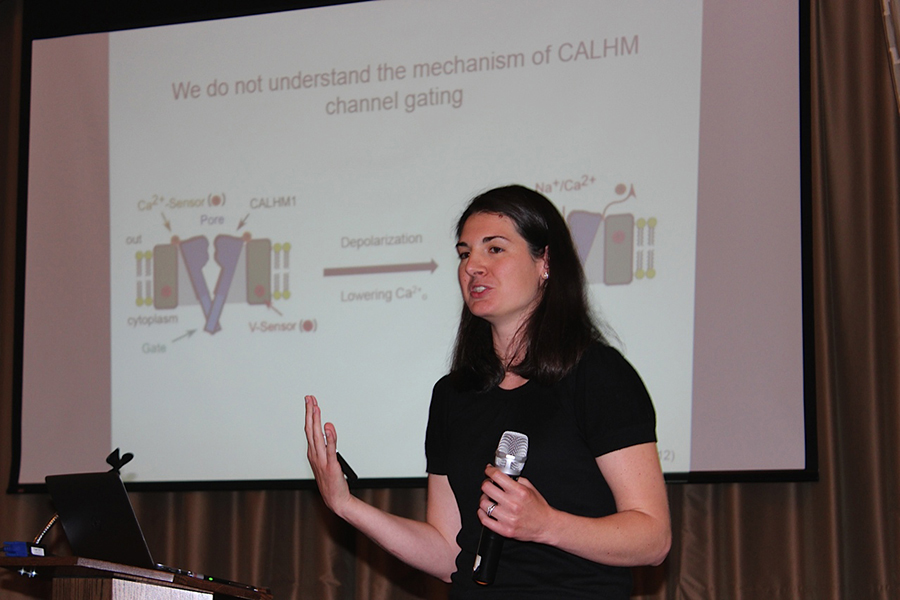 We do not understand the mechanism of CALHM
channel gating
Ca2+-Sensor
CALHM1
Pore
out
cytoplasm
V-Sensor
Gate
Depolarization
Lowering Ca2+o
Na+/Ca2+